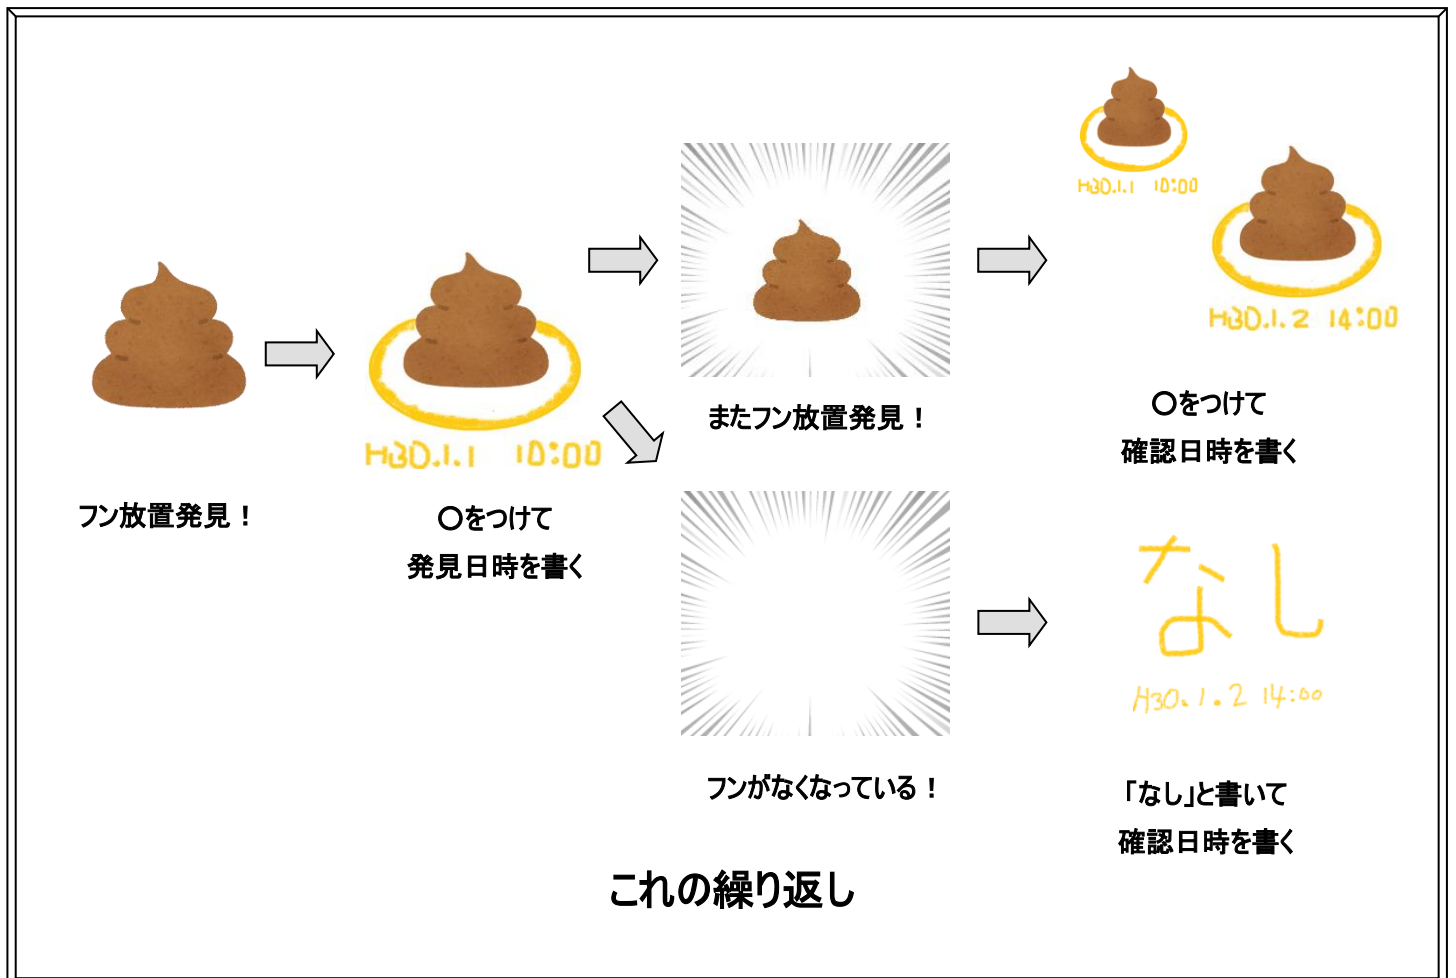 H30.1.1 10:00
H30.1.2 14:00
H30.1.1 10:00
またフン放置発見！
〇をつけて
確認日時を書く
フン放置発見！
〇をつけて
発見日時を書く
なし
H30.1.2 14:00
フンがなくなっている！
「なし」と書いて
確認日時を書く
これの繰り返し